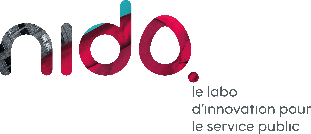 nido.
le labo
d'innovation pour
le service public